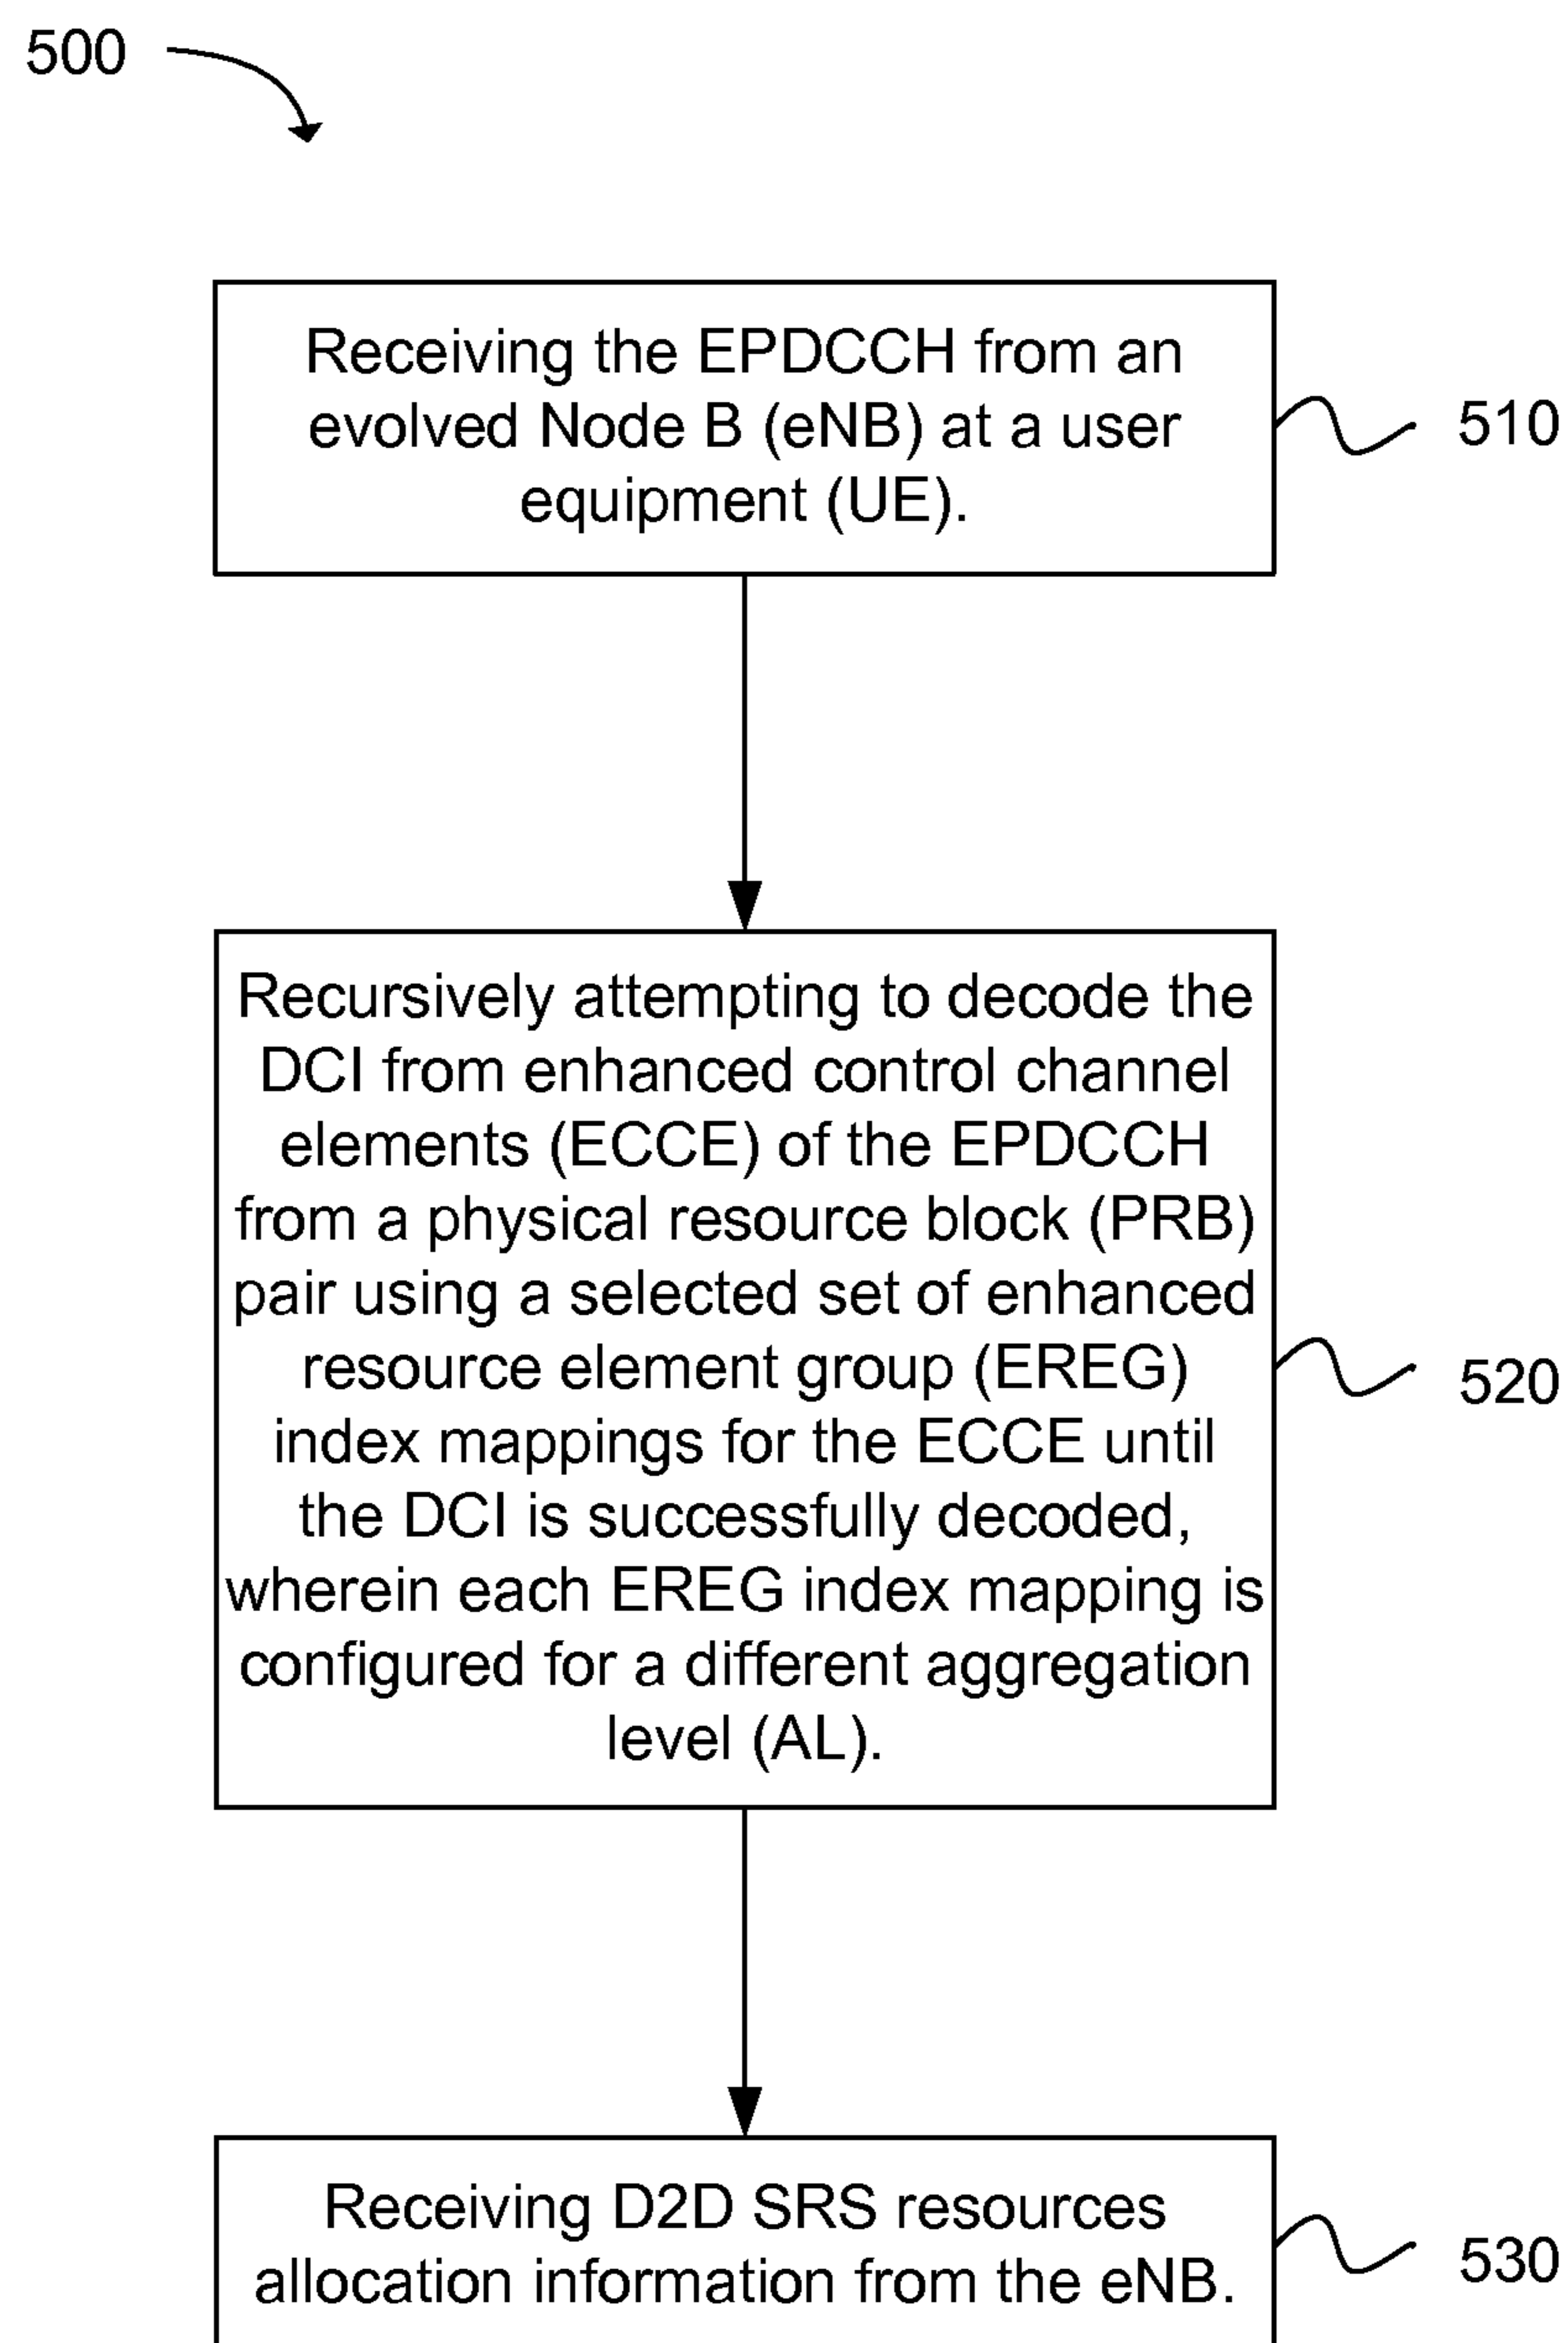 500
Receiving the EPDCCH from an
evolved Node B (eNB) at a user
equipment (UE).
510
Recursively attempting to decode the
DCI from enhanced control channel
elements (ECCE) of the EPDCCH
from a physical resource block (PRB)
pair using a selected set of enhanced
resource element group (EREG)
index mappings for the ECCE until
the DCI is successfully decoded,
wherein each EREG index mapping is
configured for a different aggregation
level (AL).
520
Receiving D2D SRS resources
allocation information from the eNB.
530